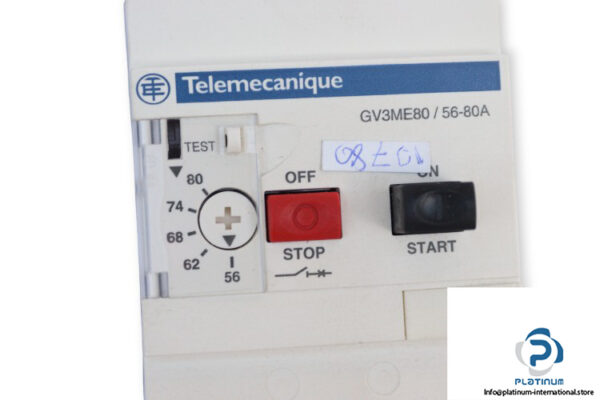 Telemecanique
GV3ME80 / 56-80A
TEST
80
74
68
62
56
OFF
STOP
ON
START
PLATINUM
Info@platinum-international.store